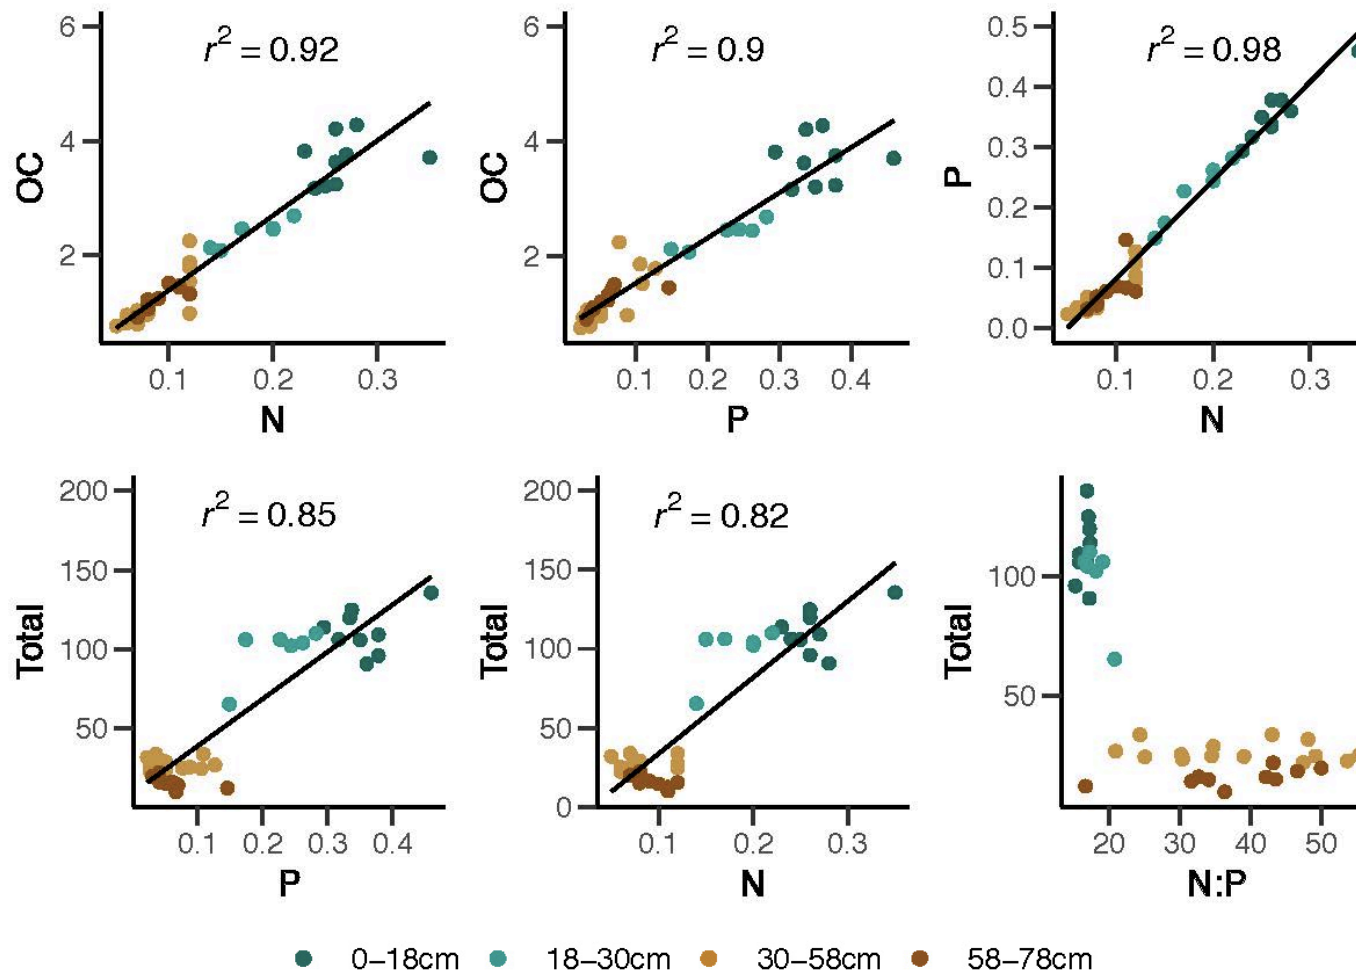 6
4
2
OC
r² = 0.92
0.1 0.2 0.3
N
6
4
2
OC
r² = 0.9
0.1 0.2 0.3 0.4
P
0.5
0.4
0.3
0.2
0.1
0.0
P
r² = 0.98
0.1 0.2 0.3
N
200
150
100
50
Total
r² = 0.85
0.1 0.2 0.3 0.4
P
200
150
100
50
0
Total
r² = 0.82
0.1 0.2 0.3
N
100
50
Total
20 30 40 50
N:P
0–18cm 18–30cm 30–58cm 58–78cm